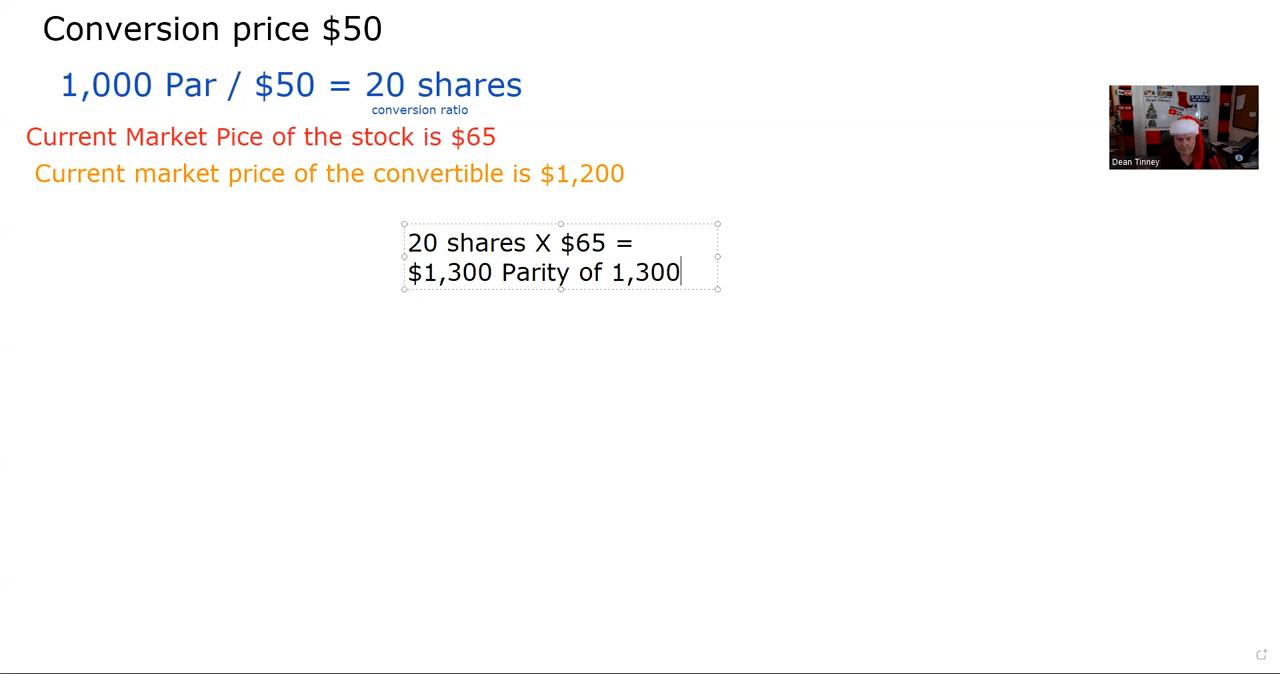 Conversion price $50
1,000 Par / $50 = 20 shares
conversion ratio
Current Market Pice of the stock is $65
Current market price of the convertible is $1,200
20 shares X $65 =
$1,300 Parity of 1,300
Dean Tinney